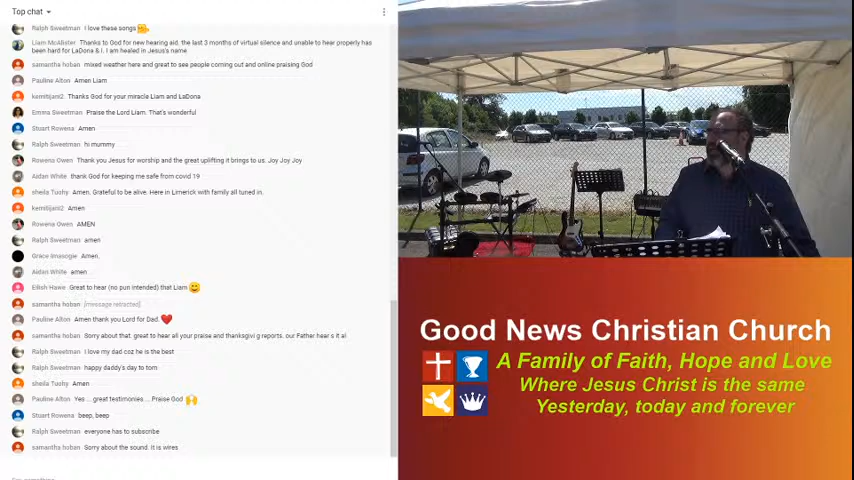 Top chat
Ralph Sweetman I love these songs
Liam McAlister Thanks to God for new hearing aid, the last 3 months of virtual silence and unable to hear properly has
been hard for LaDona & I. I am healed in Jesus's name
samantha hoban mixed weather here and great to see people coming out and online praising God
Pauline Alton Amen Liam
kemitijani2 Thanks God for your miracle Liam and LaDona
Emma Sweetman Praise the Lord Liam. That's wonderful
Stuart Rowena Amen
Ralph Sweetman hi mummy
Rowena Owen Thank you Jesus for worship and the great uplifting it brings to us. Joy Joy Joy
Aidan White thank God for keeping me safe from covid 19
sheila Tuohy Amen. Grateful to be alive. Here in Limerick with family all tuned in.
kemitijani2 Amen
Rowena Owen AMEN
Ralph Sweetman amen
Grace Imasogie Amen.
Aidan White amen
Eilish Hawe Great to hear (no pun intended) that Liam
samantha hoban [message retracted]
Pauline Alton Amen thank you Lord for Dad.
samantha hoban Sorry about that. great to hear all your praise and thanksgivi g reports. our Father hear s it al
Ralph Sweetman I love my dad coz he is the best
Ralph Sweetman happy daddy's day to tom
sheila Tuohy Amen
Pauline Alton Yes ... great testimonies ... Praise God
Stuart Rowena beep, beep
Ralph Sweetman everyone has to subscribe
samantha hoban Sorry about the sound. It is wires
Good News Christian Church
A Family of Faith, Hope and Love
Where Jesus Christ is the same
Yesterday, today and forever